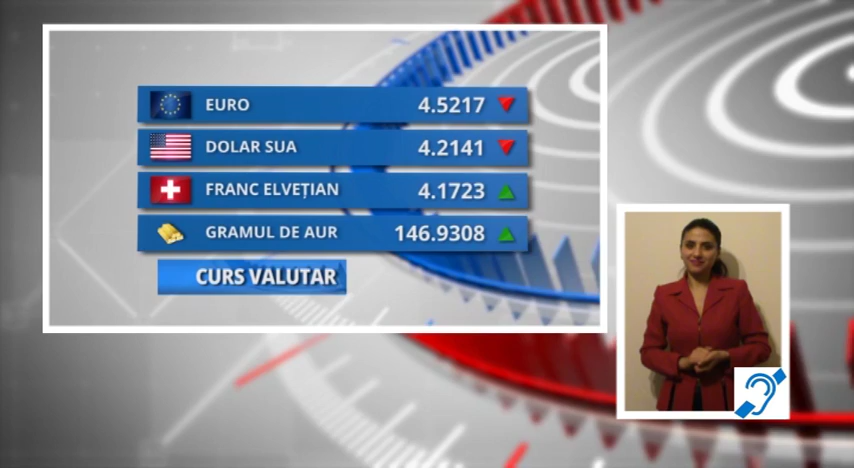 EURO 4.5217
DOLAR SUA 4.2141
FRANC ELVEȚIAN 4.1723
GRAMUL DE AUR 146.9308
CURS VALUTAR